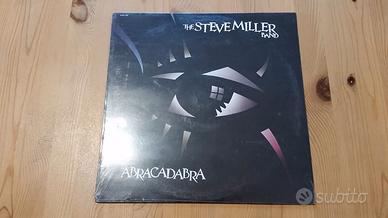 THE STEVE MILLER
BAND
ABRACADABRA
subito